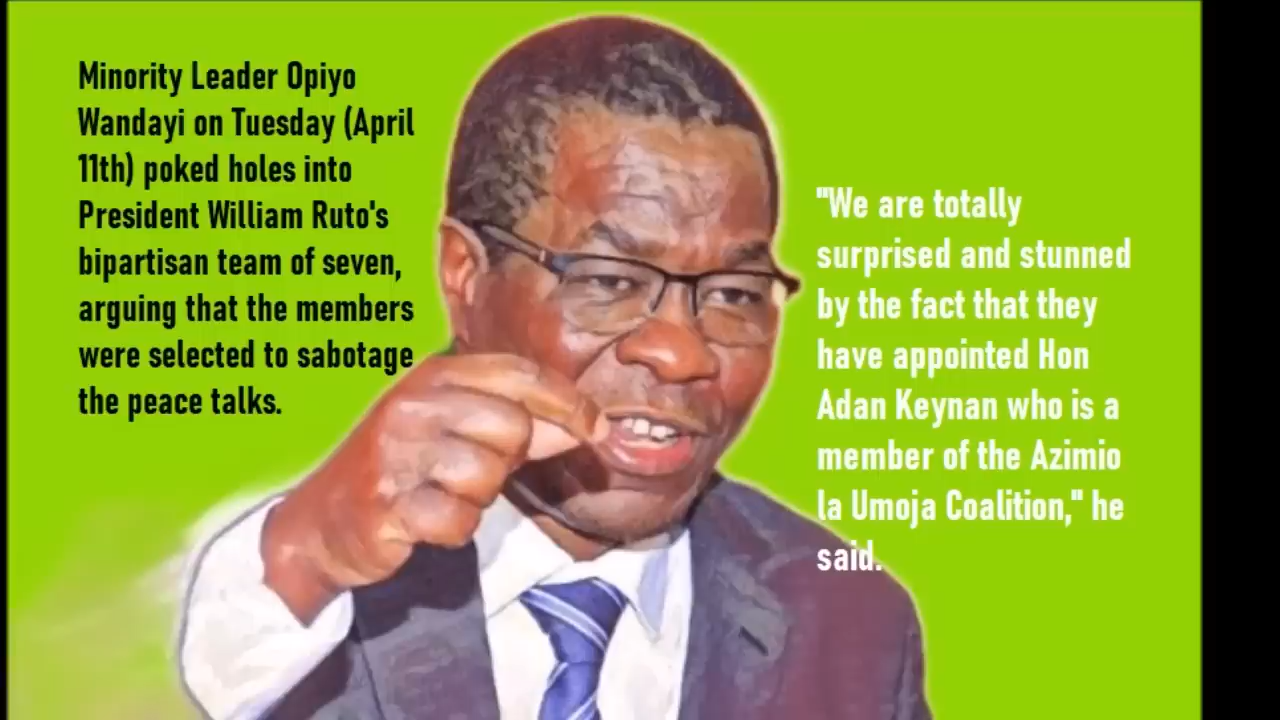 Minority Leader Opiyo
Wandayi on Tuesday (April
11th) poked holes into
President William Ruto's
bipartisan team of seven,
arguing that the members
were selected to sabotage
the peace talks.
"We are totally
surprised and stunned
by the fact that they
have appointed Hon
Adan Keynan who is a
member of the Azimio
la Umoja Coalition," he
said.